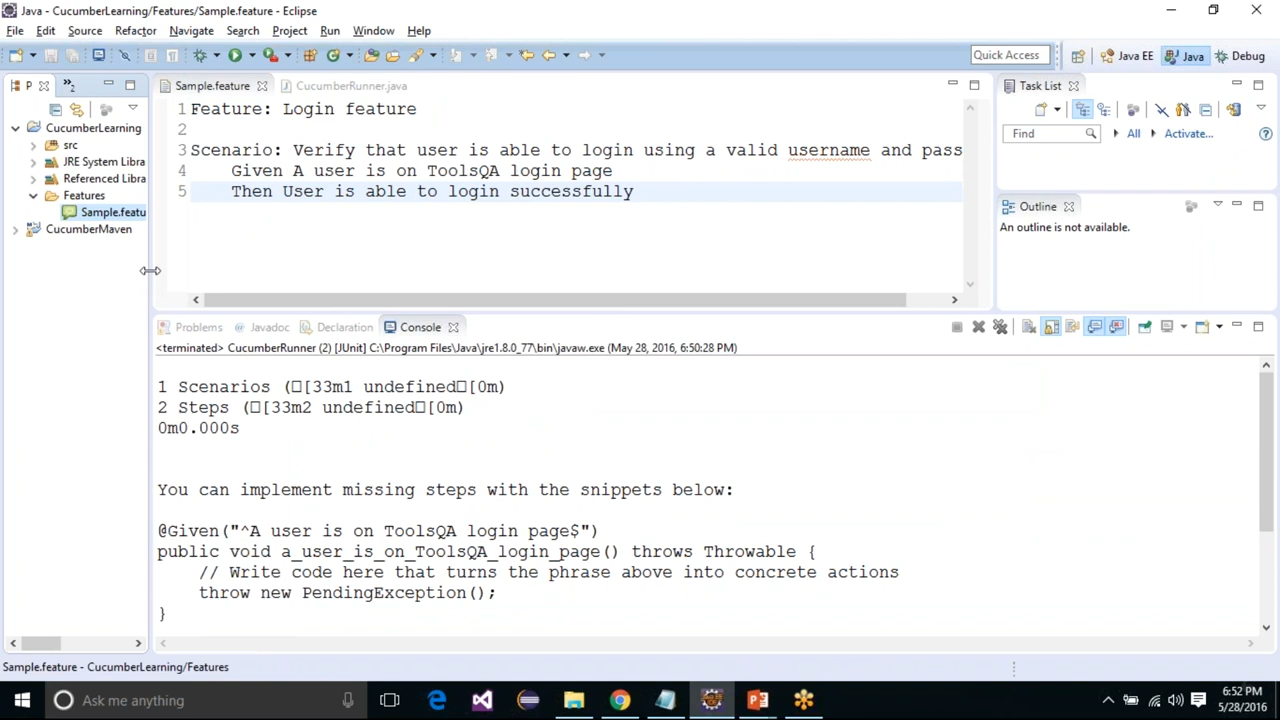 Java - CucumberLearning/Features/Sample.feature - Eclipse
File Edit Source Refactor Navigate Search Project Run Window Help
Quick Access Java EE Java Debug
P Sample.feature CucumberRunner.java Task List
CucumberLearning
src
JRE System Libra
Referenced Libra
Features
Sample.featu
CucumberMaven
1 Feature: Login feature
2
3 Scenario: Verify that user is able to login using a valid username and pass
4 Given A user is on ToolsQA login page
5 Then User is able to login successfully
Find All Activate...
Outline
An outline is not available.
Problems Javadoc Declaration Console
<terminated> CucumberRunner (2) [JUnit] C:\Program Files\Java\jre1.8.0_77\bin\javaw.exe (May 28, 2016, 6:50:28 PM)
1 Scenarios (□[33m1 undefined□[0m)
2 Steps (□[33m2 undefined□[0m)
0m0.000s
You can implement missing steps with the snippets below:
@Given("^A user is on ToolsQA login page$")
public void a_user_is_on_ToolsQA_login_page() throws Throwable {
// Write code here that turns the phrase above into concrete actions
throw new PendingException();
}
Sample.feature - CucumberLearning/Features
Ask me anything
6:52 PM
5/28/2016